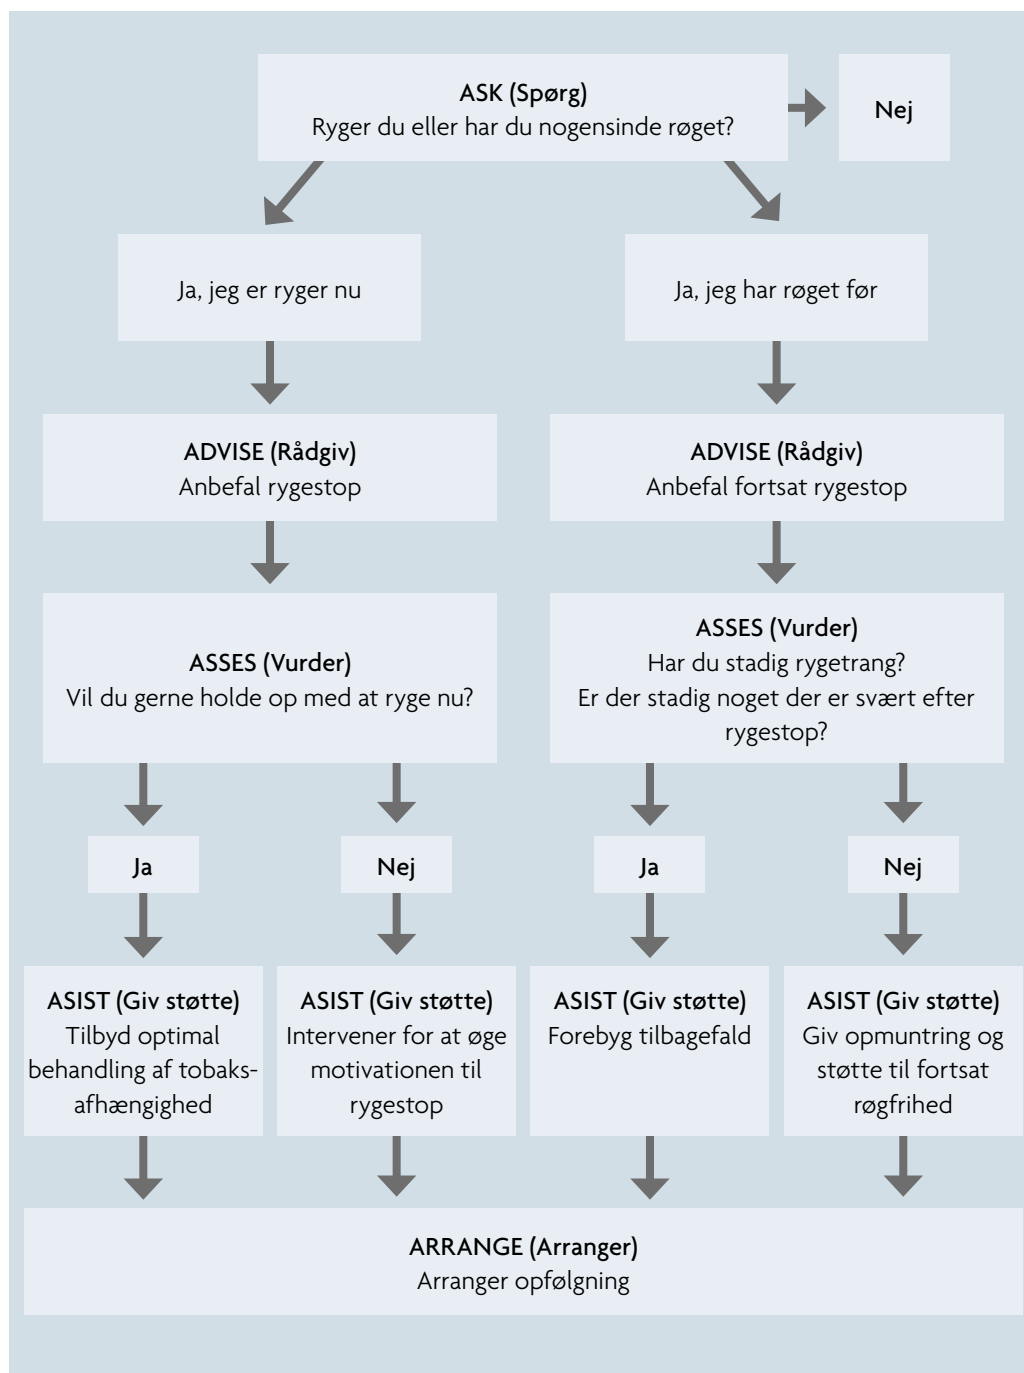 ASK (Spørg)
Ryger du eller har du nogensinde røget?
Nej
Ja, jeg er ryger nu
Ja, jeg har røget før
ADVISE (Rådgiv)
Anbefal rygestop
ADVISE (Rådgiv)
Anbefal fortsat rygestop
ASSES (Vurder)
Vil du gerne holde op med at ryge nu?
ASSES (Vurder)
Har du stadig rygetrang?
Er der stadig noget der er svært efter
rygestop?
Ja
Nej
Ja
Nej
ASIST (Giv støtte)
Tilbyd optimal
behandling af tobaks-
afhængighed
ASIST (Giv støtte)
Intervener for at øge
motivationen til
rygestop
ASIST (Giv støtte)
Forebyg tilbagefald
ASIST (Giv støtte)
Giv opmuntring og
støtte til fortsat
røgfrihed
ARRANGE (Arranger)
Arranger opfølgning